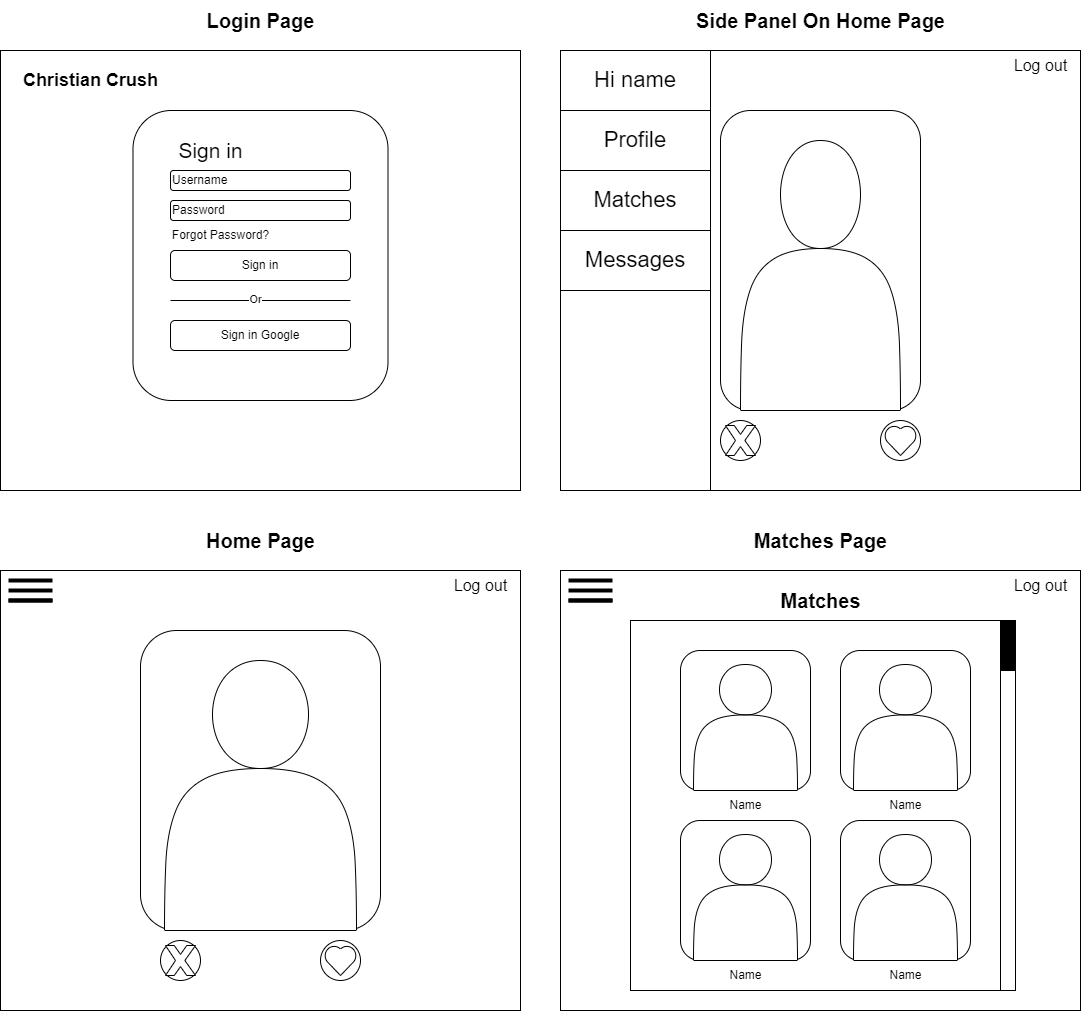 Login Page
Christian Crush
Sign in
Username
Password
Forgot Password?
Sign in
Or
Sign in Google
Side Panel On Home Page
Log out
Hi name
Profile
Matches
Messages
X
Home Page
Log out
X
Matches Page
Log out
Matches
Name
Name
Name
Name